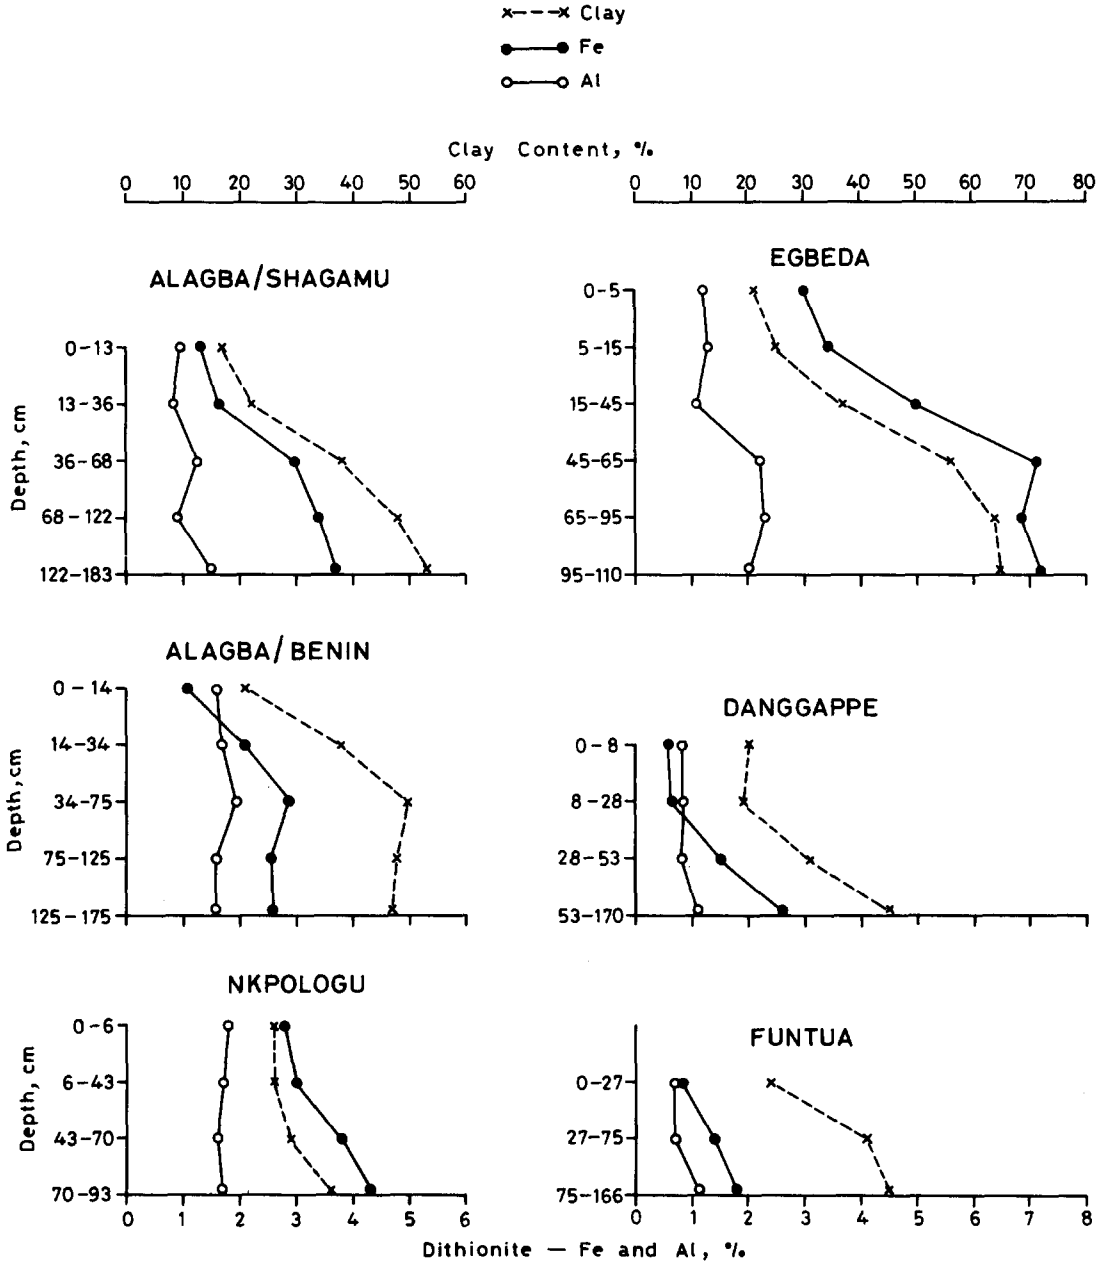 Clay
Fe
Al
Clay Content, %
0 10 20 30 40 50 60
0 10 20 30 40 50 60 70 80
ALAGBA/SHAGAMU
Depth, cm
0-13
13-36
36-68
68-122
122-183
EGBEDA
0-5
5-15
15-45
45-65
65-95
95-110
ALAGBA/BENIN
Depth, cm
0-14
14-34
34-75
75-125
125-175
DANGGAPPE
0-8
8-28
28-53
53-170
NKPOLOGU
Depth, cm
0-6
6-43
43-70
70-93
0 1 2 3 4 5 6
FUNTUA
0-27
27-75
75-166
0 1 2 3 4 5 6 7 8
Dithionite — Fe and Al, %